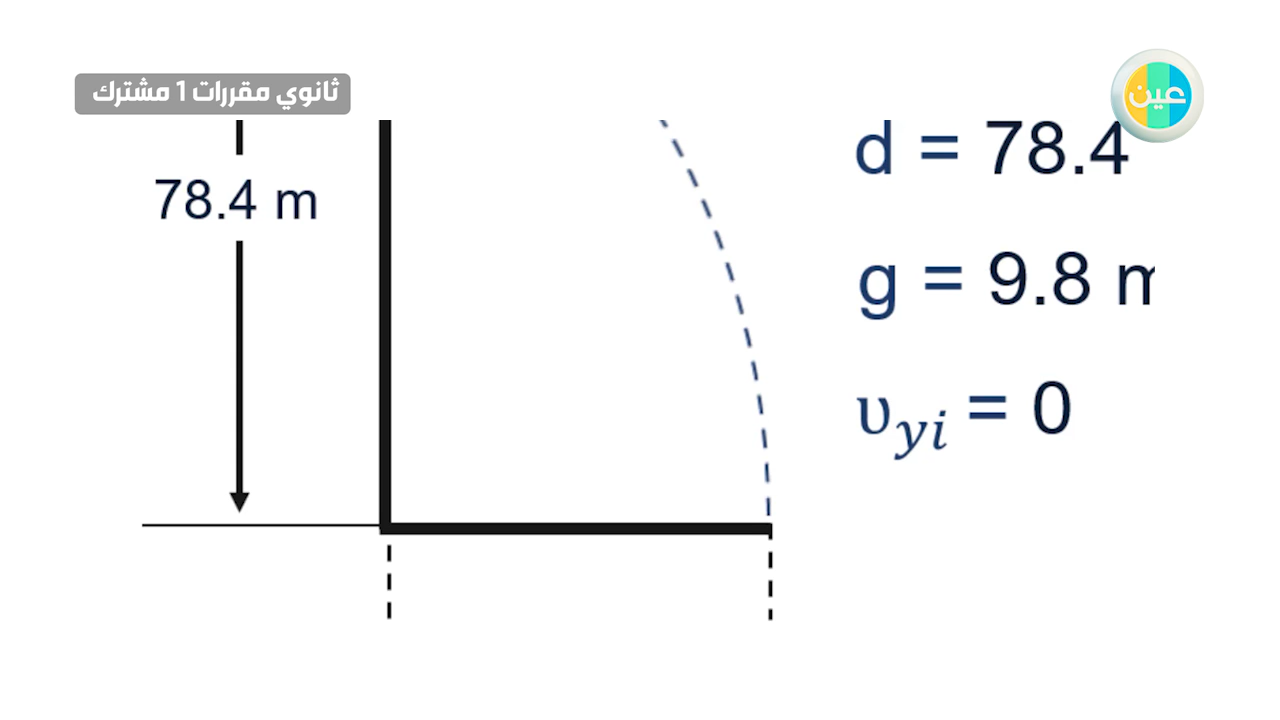 ثانوي مقررات 1 مشترك
عين
78.4 m
d = 78.4
g = 9.8 m
υyi = 0